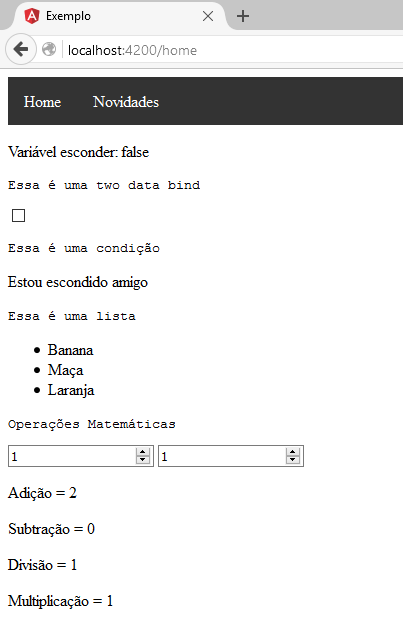 Exemplo
localhost:4200/home
Home Novidades
Variável esconder: false
Essa é uma two data bind
Essa é uma condição
Estou escondido amigo
Essa é uma lista
Banana
Maça
Laranja
Operações Matemáticas
1 1
Adição = 2
Subtração = 0
Divisão = 1
Multiplicação = 1